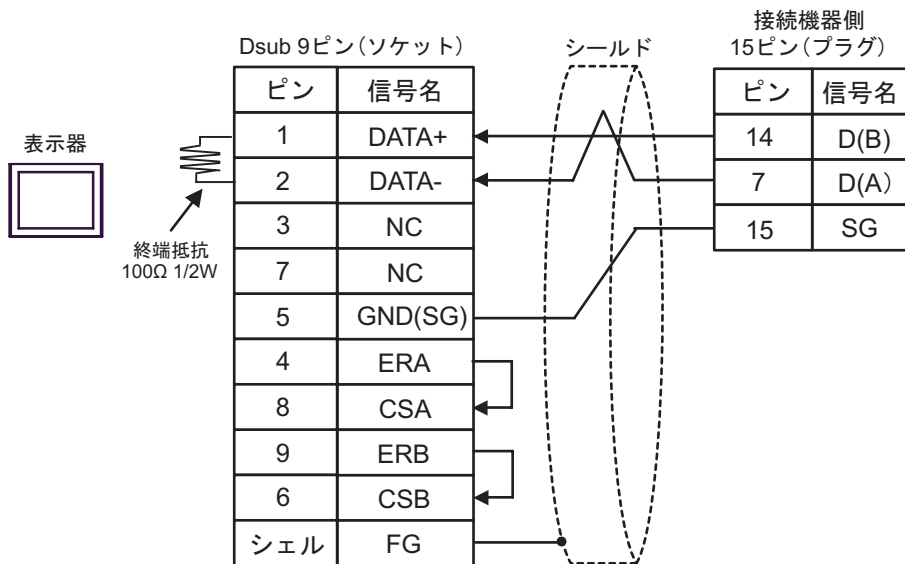 接続機器側
Dsub 9ピン(ソケット)
シールド
15ピン(プラグ)
ピン 信号名
ピン 信号名
1 DATA+
14 D(B)
表示器
2 DATA-
7 D(A)
3 NC
15 SG
終端抵抗
100Ω 1/2W
7 NC
5 GND(SG)
4 ERA
8 CSA
9 ERB
6 CSB
シェル FG